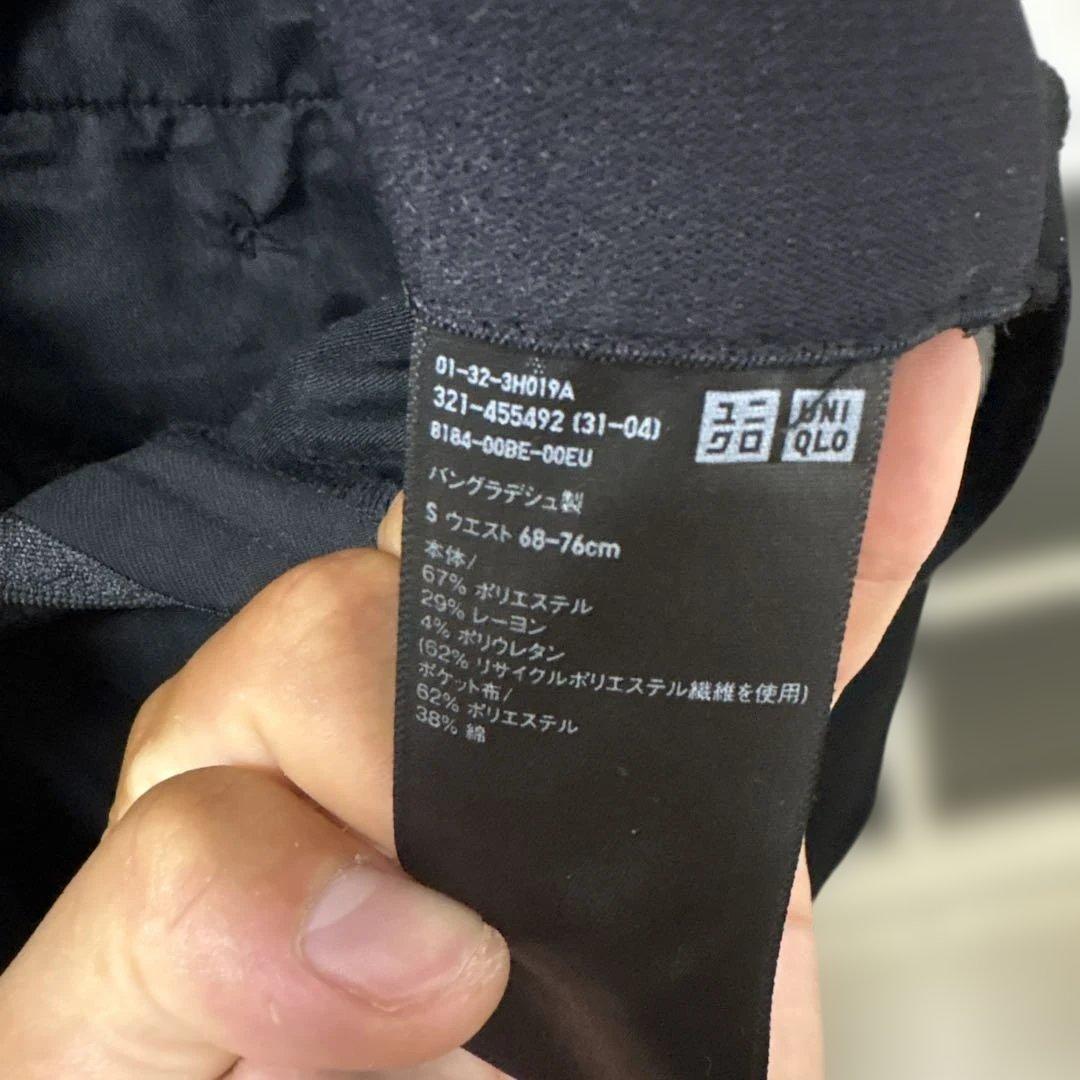 01-32-3H019A
321-455492 (31-04)
8184-00BE-00EU
ユニクロ
UNIQLO
バングラデシュ製
S ウエスト 68-76cm
本体/
67% ポリエステル
29% レーヨン
4% ポリウレタン
(62% リサイクルポリエステル繊維を使用)
ポケット布/
62% ポリエステル
38% 綿